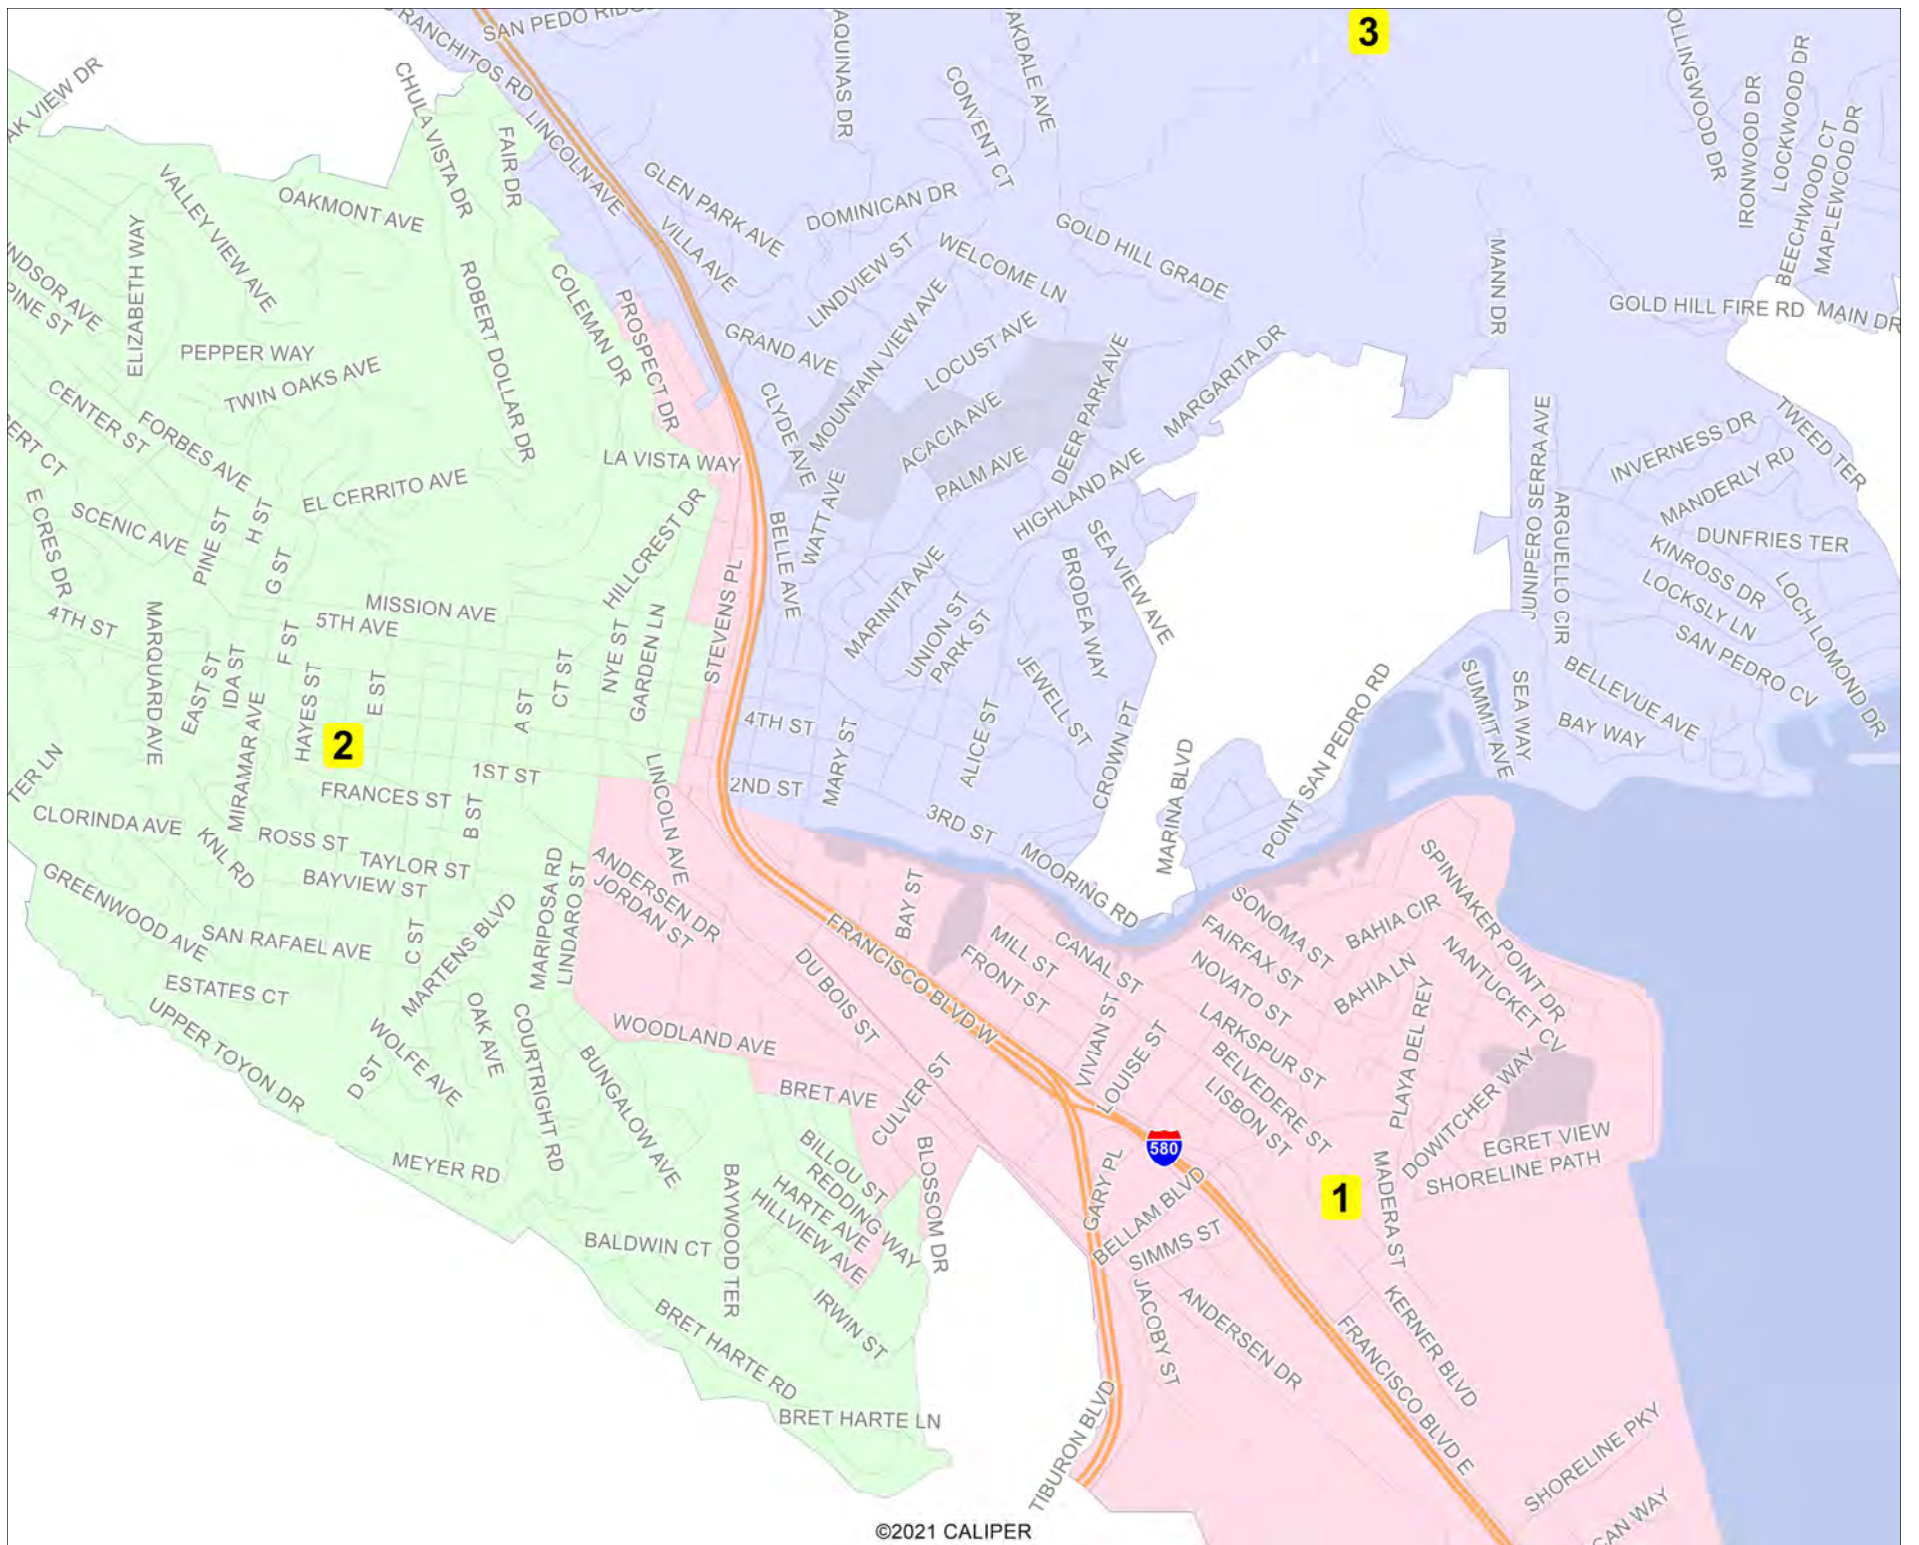 RANCHITOS RD
SAN PEDO RIDG
AQUINAS DR
AKDALE AVE
CONVENT CT
3
OLLINGWOOD DR
IRONWOOD DR
LOCKWOOD DR
BEECHWOOD CT
MAPLEWOOD DR
AK VIEW DR
CHULA VISTA DR
FAIR DR
LINCOLN AVE
GLEN PARK AVE
DOMINICAN DR
VALLEY VIEW AVE
OAKMONT AVE
VILLA AVE
LINDVIEW ST
WELCOME LN
GOLD HILL GRADE
MANN DR
GOLD HILL FIRE RD
MAIN DR
NDSOR AVE
PINE ST
ELIZABETH WAY
ROBERT DOLLAR DR
COLEMAN DR
PROSPECT DR
GRAND AVE
MOUNTAIN VIEW AVE
LOCUST AVE
DEER PARK AVE
MARGARITA DR
PEPPER WAY
TWIN OAKS AVE
CENTER ST
FORBES AVE
CLYDE AVE
ACACIA AVE
PALM AVE
HIGHLAND AVE
JUNIPERO SERRA AVE
ARGUELLO CIR
INVERNESS DR
TWEED TER
MANDERLY RD
DUNFRIES TER
KINROSS DR
LOCKSLY LN
LOCH LOMOND DR
SAN PEDRO CV
ERT CT
E CRES DR
SCENIC AVE
PINE ST
H ST
G ST
EL CERRITO AVE
LA VISTA WAY
HILLCREST DR
BELLE AVE
WATT AVE
SEA VIEW AVE
BRODEA WAY
MARINITA AVE
UNION ST
PARK ST
JEWELL ST
4TH ST
MARQUARD AVE
MISSION AVE
5TH AVE
F ST
EAST ST
IDA ST
MIRAMAR AVE
HAYES ST
E ST
A ST
CT ST
NYE ST
GARDEN LN
STEVENS PL
4TH ST
MARY ST
ALICE ST
CROWN PT
MARINA BLVD
POINT SAN PEDRO RD
SUMMIT AVE
SEA WAY
BELLEVUE AVE
BAY WAY
2
TER LN
1ST ST
FRANCES ST
B ST
LINCOLN AVE
2ND ST
3RD ST
MOORING RD
CLORINDA AVE
KNL RD
ROSS ST
TAYLOR ST
BAYVIEW ST
MARIPOSA RD
LINDARO ST
ANDERSEN DR
JORDAN ST
BAY ST
SPINNAKER POINT DR
GREENWOOD AVE
SAN RAFAEL AVE
C ST
MARTENS BLVD
FRANCISCO BLVD W
MILL ST
FRONT ST
CANAL ST
SONOMA ST
FAIRFAX ST
NOVATO ST
BAHIA CIR
BAHIA LN
NANTUCKET CV
ESTATES CT
UPPER TOYON DR
D ST
WOLFE AVE
OAK AVE
COURTRIGHT RD
WOODLAND AVE
BUNGALOW AVE
DU BOIS ST
VIVIAN ST
LOUISE ST
LARKSPUR ST
BELVEDERE ST
LISBON ST
PLAYA DEL REY
DOWITCHER WAY
BRET AVE
CULVER ST
580
EGRET VIEW
SHORELINE PATH
MEYER RD
BILLOU ST
REDDING WAY
HARTE AVE
HILLVIEW AVE
BLOSSOM DR
GARY PL
BELLAM BLVD
SIMMS ST
1
MADERA ST
BALDWIN CT
BAYWOOD TER
IRWIN ST
BRET HARTE RD
BRET HARTE LN
JACOBY ST
ANDERSEN DR
KERNER BLVD
FRANCISCO BLVD E
TIBURON BLVD
SHORELINE PKY
CAN WAY
©2021 CALIPER